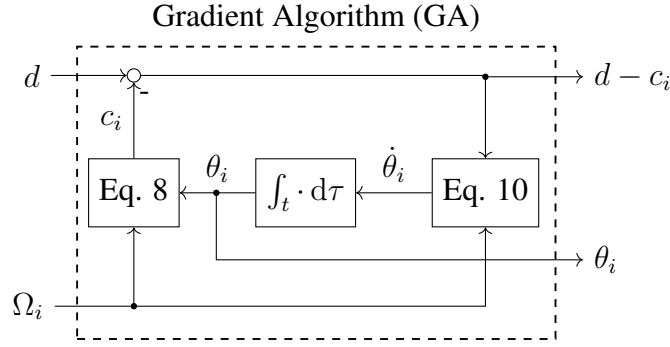 Gradient Algorithm (GA)
d
d − c_i
-
c_i
θ_i
θ̇_i
Eq. 8
∫_t · dτ
Eq. 10
θ_i
Ω_i